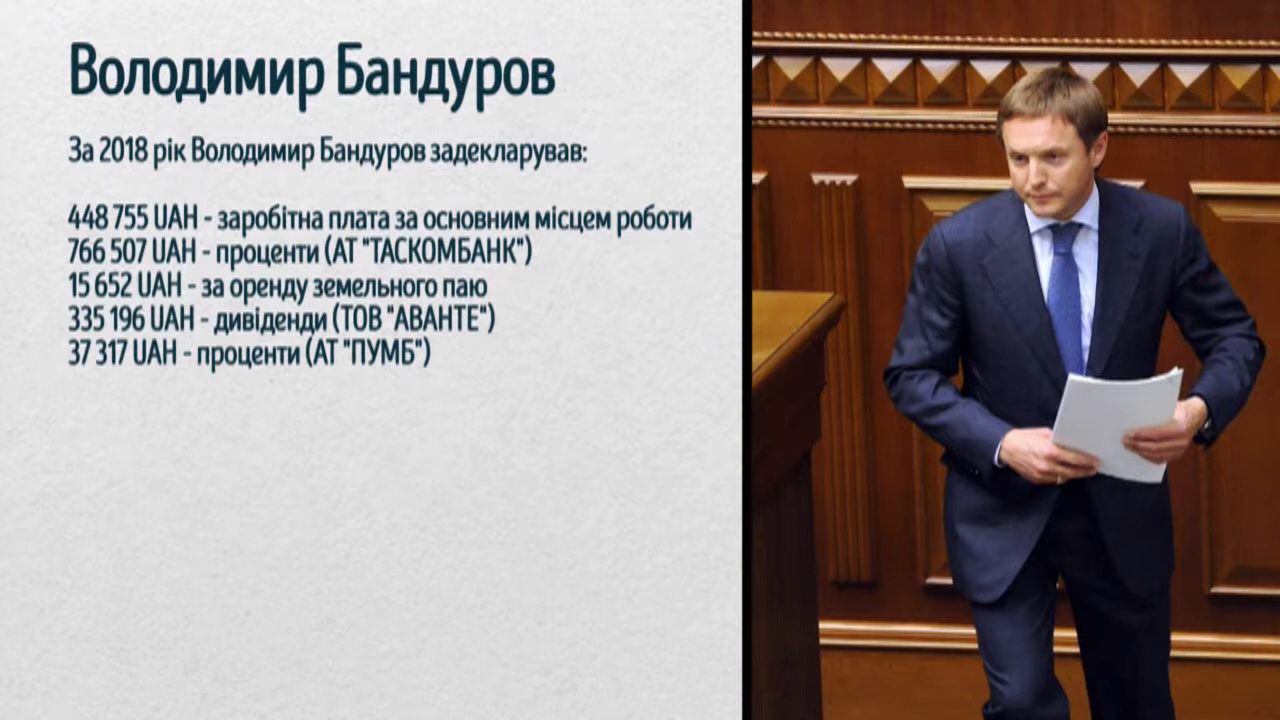 Володимир Бандуров
За 2018 рік Володимир Бандуров задекларував:
448 755 UAH - заробітна плата за основним місцем роботи
766 507 UAH - проценти (АТ "ТАСКОМБАНК")
15 652 UAH - за оренду земельного паю
335 196 UAH - дивіденди (ТОВ "АВАНТЕ")
37 317 UAH - проценти (АТ "ПУМБ")